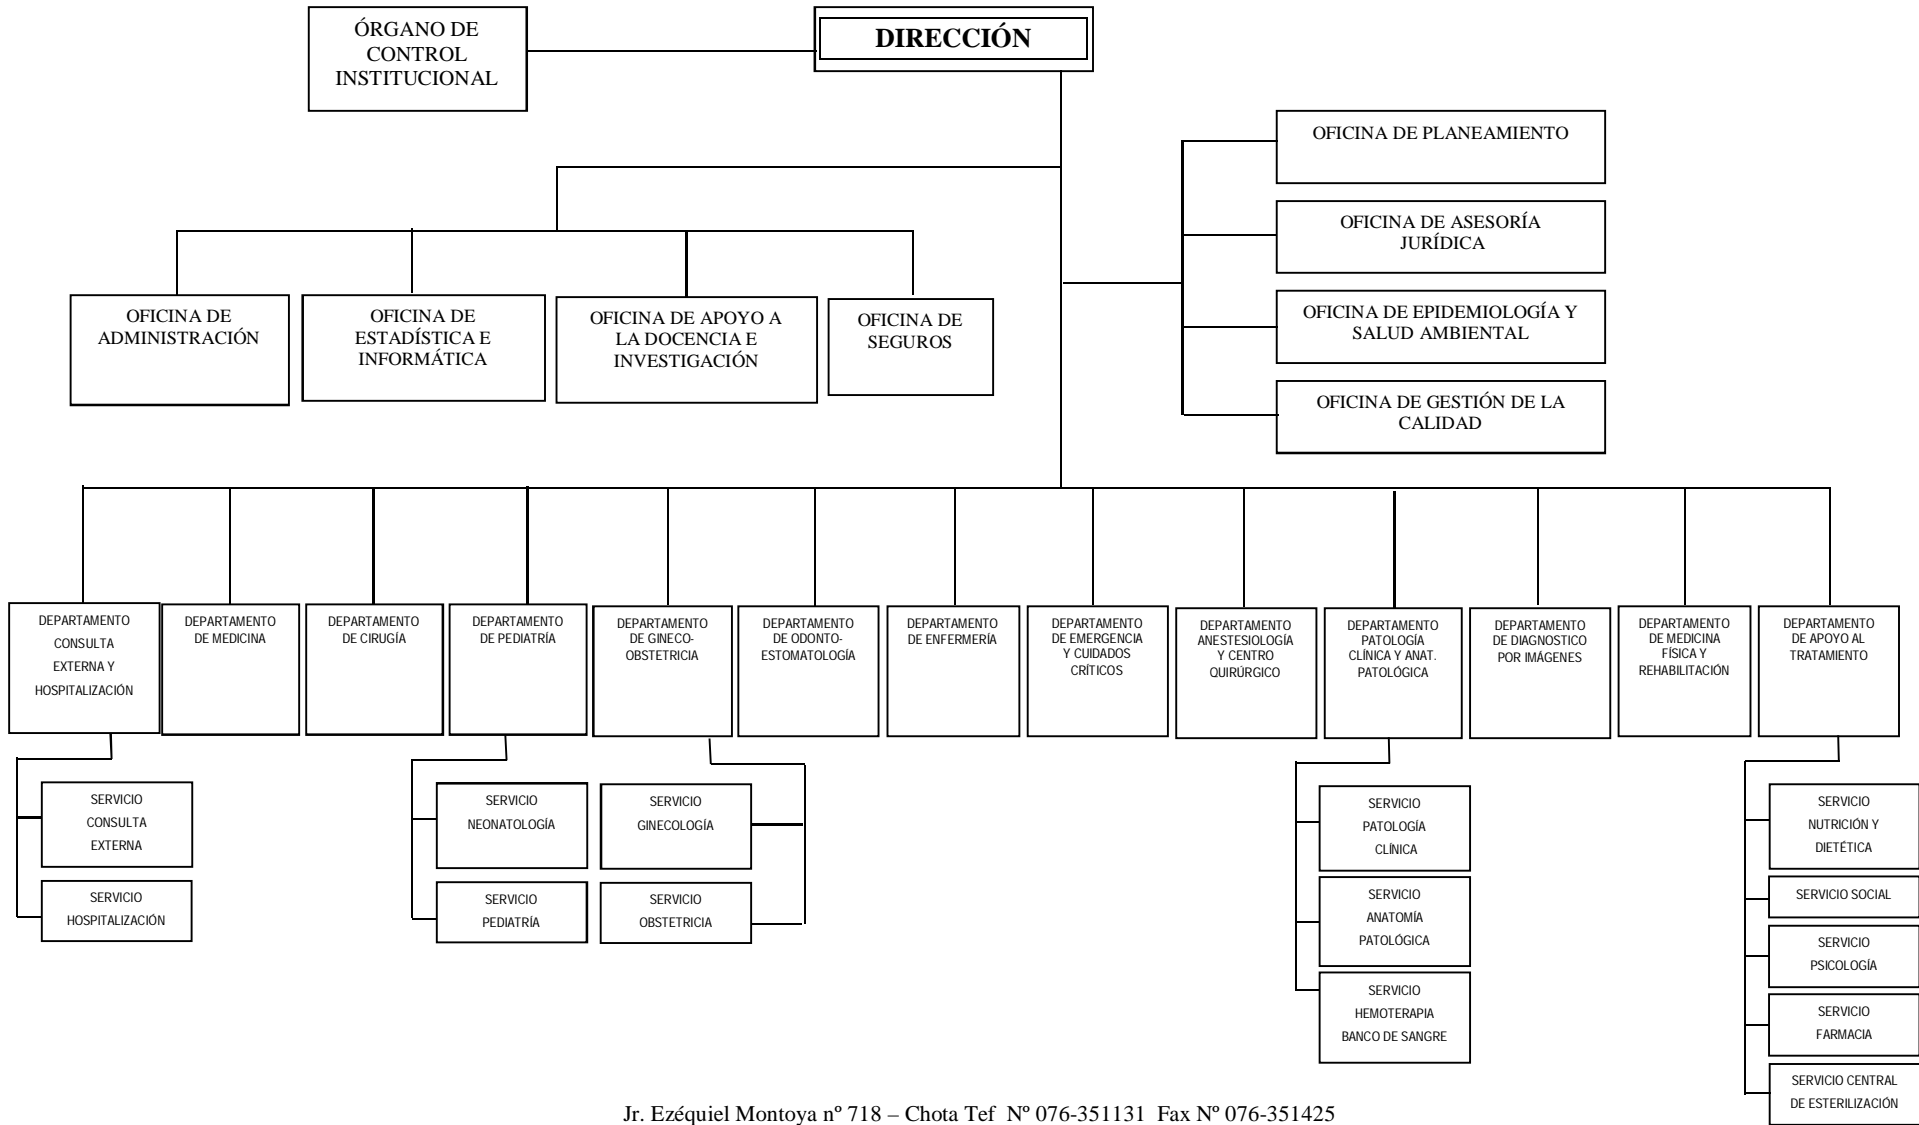 ÓRGANO DE
CONTROL
INSTITUCIONAL
DIRECCIÓN
OFICINA DE PLANEAMIENTO
OFICINA DE ASESORÍA
JURÍDICA
OFICINA DE EPIDEMIOLOGÍA Y
SALUD AMBIENTAL
OFICINA DE GESTIÓN DE LA
CALIDAD
OFICINA DE
ADMINISTRACIÓN
OFICINA DE
ESTADÍSTICA E
INFORMÁTICA
OFICINA DE APOYO A
LA DOCENCIA E
INVESTIGACIÓN
OFICINA DE
SEGUROS
DEPARTAMENTO
CONSULTA
EXTERNA Y
HOSPITALIZACIÓN
DEPARTAMENTO
DE MEDICINA
DEPARTAMENTO
DE CIRUGÍA
DEPARTAMENTO
DE PEDIATRÍA
DEPARTAMENTO
DE GINECO-
OBSTETRICIA
DEPARTAMENTO
DE ODONTO-
ESTOMATOLOGÍA
DEPARTAMENTO
DE ENFERMERÍA
DEPARTAMENTO
DE EMERGENCIA
Y CUIDADOS
CRÍTICOS
DEPARTAMENTO
ANESTESIOLOGÍA
Y CENTRO
QUIRÚRGICO
DEPARTAMENTO
PATOLOGÍA
CLÍNICA Y ANAT.
PATOLÓGICA
DEPARTAMENTO
DE DIAGNOSTICO
POR IMÁGENES
DEPARTAMENTO
DE MEDICINA
FÍSICA Y
REHABILITACIÓN
DEPARTAMENTO
DE APOYO AL
TRATAMIENTO
SERVICIO
CONSULTA
EXTERNA
SERVICIO
HOSPITALIZACIÓN
SERVICIO
NEONATOLOGÍA
SERVICIO
PEDIATRÍA
SERVICIO
GINECOLOGÍA
SERVICIO
OBSTETRICIA
SERVICIO
PATOLOGÍA
CLÍNICA
SERVICIO
ANATOMÍA
PATOLÓGICA
SERVICIO
HEMOTERAPIA
BANCO DE SANGRE
SERVICIO
NUTRICIÓN Y
DIETÉTICA
SERVICIO SOCIAL
SERVICIO
PSICOLOGÍA
SERVICIO
FARMACIA
SERVICIO CENTRAL
DE ESTERILIZACIÓN
Jr. Ezéquiel Montoya nº 718 – Chota Tef Nº 076-351131 Fax Nº 076-351425